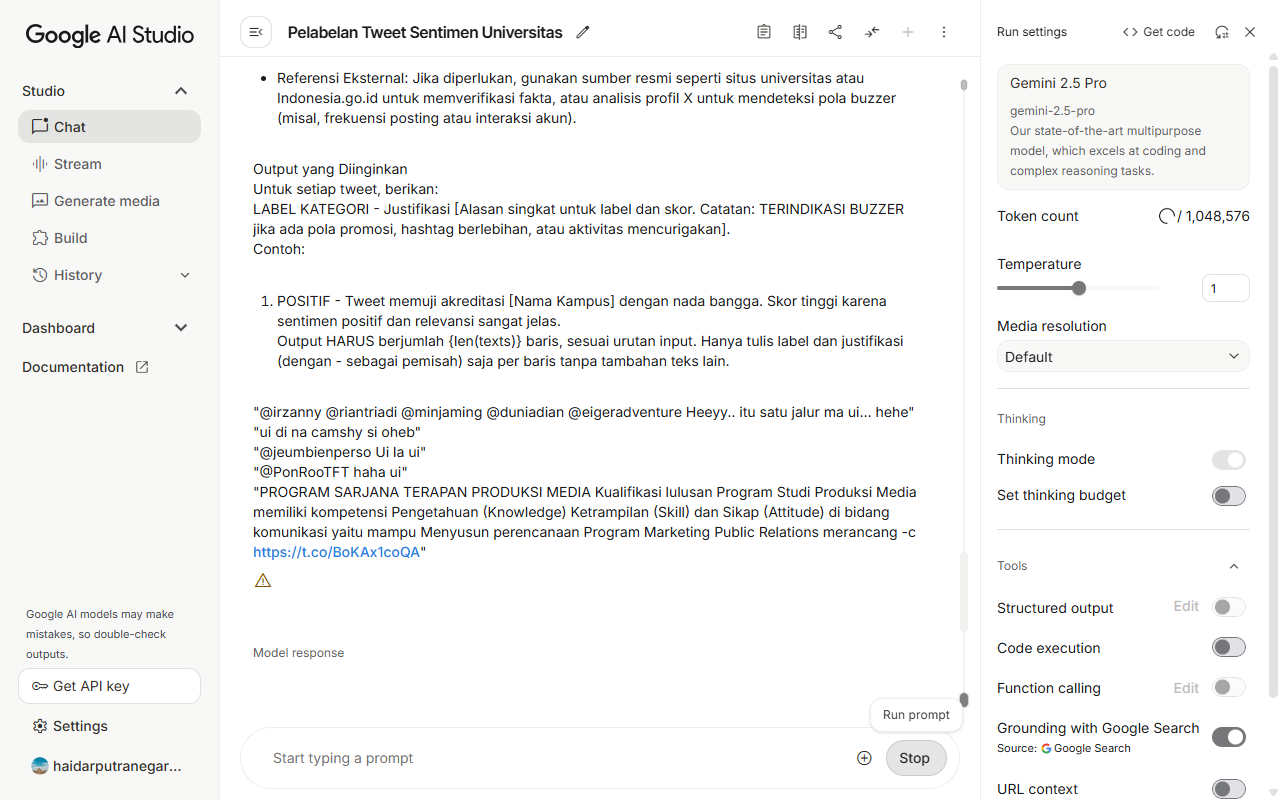 Google AI Studio
Studio
Chat
Stream
Generate media
Build
History
Dashboard
Documentation
Google AI models may make
mistakes, so double-check
outputs.
Get API key
Settings
haidarputranegar...
Pelabelan Tweet Sentimen Universitas
• Referensi Eksternal: Jika diperlukan, gunakan sumber resmi seperti situs universitas atau
Indonesia.go.id untuk memverifikasi fakta, atau analisis profil X untuk mendeteksi pola buzzer
(misal, frekuensi posting atau interaksi akun).
Output yang Diinginkan
Untuk setiap tweet, berikan:
LABEL KATEGORI - Justifikasi [Alasan singkat untuk label dan skor. Catatan: TERINDIKASI BUZZER
jika ada pola promosi, hashtag berlebihan, atau aktivitas mencurigakan].
Contoh:
1. POSITIF - Tweet memuji akreditasi [Nama Kampus] dengan nada bangga. Skor tinggi karena
sentimen positif dan relevansi sangat jelas.
Output HARUS berjumlah {len(texts)} baris, sesuai urutan input. Hanya tulis label dan justifikasi
(dengan - sebagai pemisah) saja per baris tanpa tambahan teks lain.
"@irzanny @riantriadi @minjaming @duniadian @eigeradventure Heeyy.. itu satu jalur ma ui... hehe"
"ui di na camshy si oheb"
"@jeumbienperso Ui la ui"
"@PonRooTFT haha ui"
"PROGRAM SARJANA TERAPAN PRODUKSI MEDIA Kualifikasi lulusan Program Studi Produksi Media
memiliki kompetensi Pengetahuan (Knowledge) Ketrampilan (Skill) dan Sikap (Attitude) di bidang
komunikasi yaitu mampu Menyusun perencanaan Program Marketing Public Relations merancang -c
https://t.co/BoKAx1coQA"
Model response
Run prompt
Start typing a prompt
Stop
Run settings
Get code
Gemini 2.5 Pro
gemini-2.5-pro
Our state-of-the-art multipurpose
model, which excels at coding and
complex reasoning tasks.
Token count
/ 1,048,576
Temperature
1
Media resolution
Default
Thinking
Thinking mode
Set thinking budget
Tools
Structured output
Edit
Code execution
Function calling
Edit
Grounding with Google Search
Source: Google Search
URL context